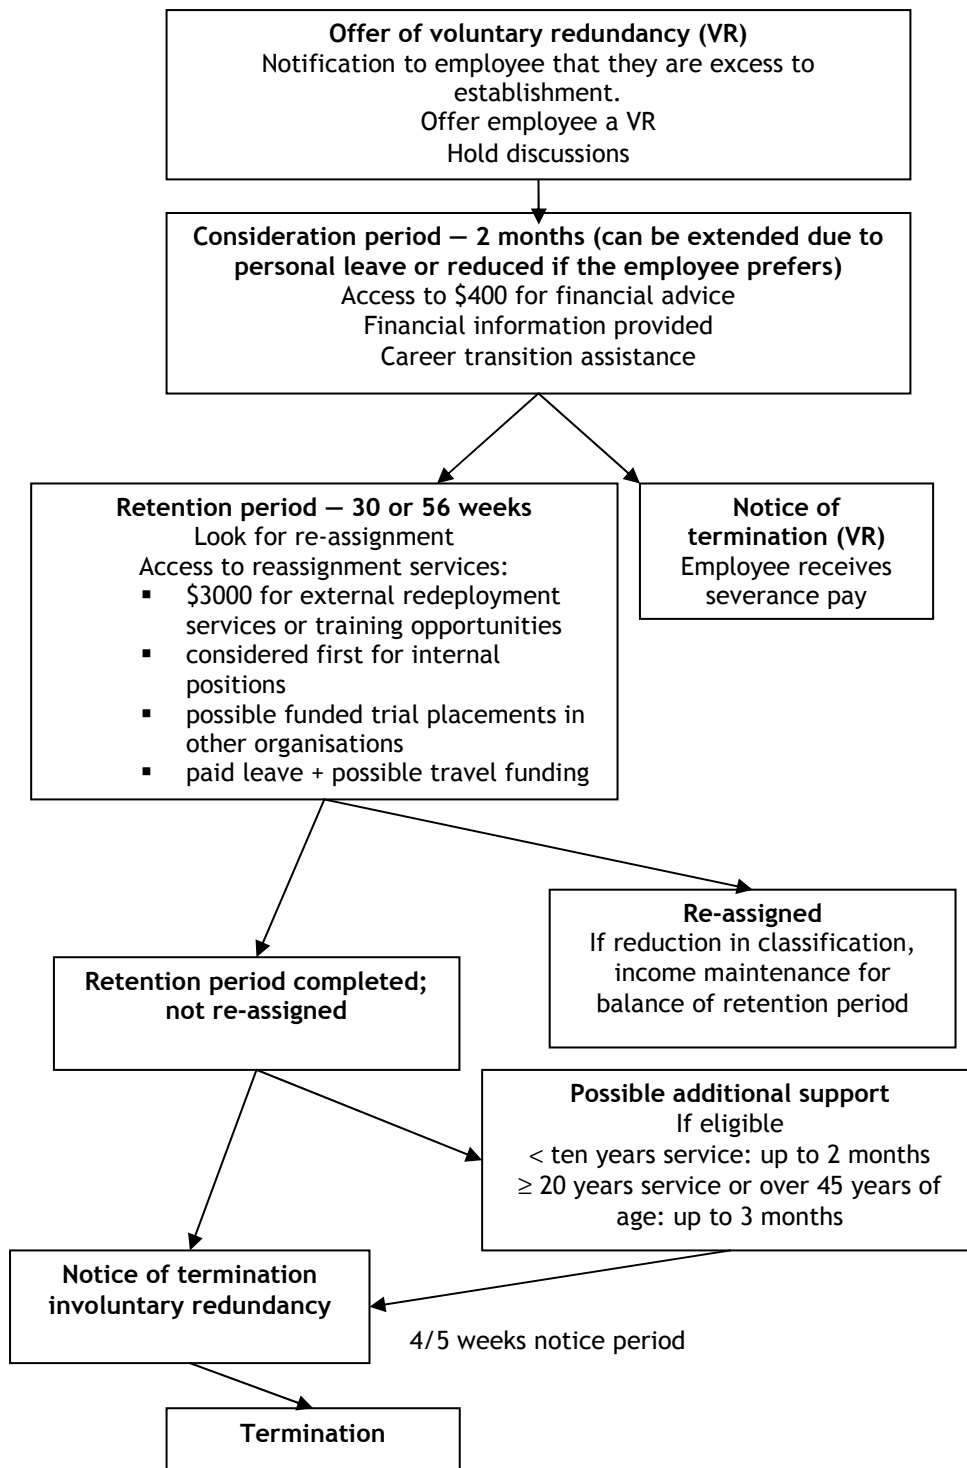 Offer of voluntary redundancy (VR)
Notification to employee that they are excess to
establishment.
Offer employee a VR
Hold discussions
Consideration period — 2 months (can be extended due to
personal leave or reduced if the employee prefers)
Access to $400 for financial advice
Financial information provided
Career transition assistance
Retention period — 30 or 56 weeks
Look for re-assignment
Access to reassignment services:
▪ $3000 for external redeployment
services or training opportunities
▪ considered first for internal
positions
▪ possible funded trial placements in
other organisations
▪ paid leave + possible travel funding
Notice of
termination (VR)
Employee receives
severance pay
Re-assigned
If reduction in classification,
income maintenance for
balance of retention period
Retention period completed;
not re-assigned
Possible additional support
If eligible
< ten years service: up to 2 months
≥ 20 years service or over 45 years of
age: up to 3 months
Notice of termination
involuntary redundancy
4/5 weeks notice period
Termination